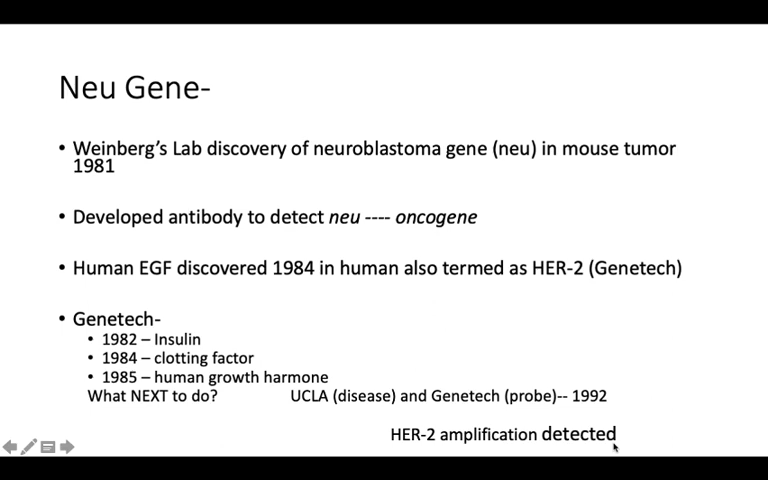 Neu Gene-
• Weinberg's Lab discovery of neuroblastoma gene (neu) in mouse tumor
1981
• Developed antibody to detect neu ---- oncogene
• Human EGF discovered 1984 in human also termed as HER-2 (Genetech)
• Genetech-
• 1982 – Insulin
• 1984 – clotting factor
• 1985 – human growth harmone
What NEXT to do? UCLA (disease) and Genetech (probe)-- 1992
HER-2 amplification detected